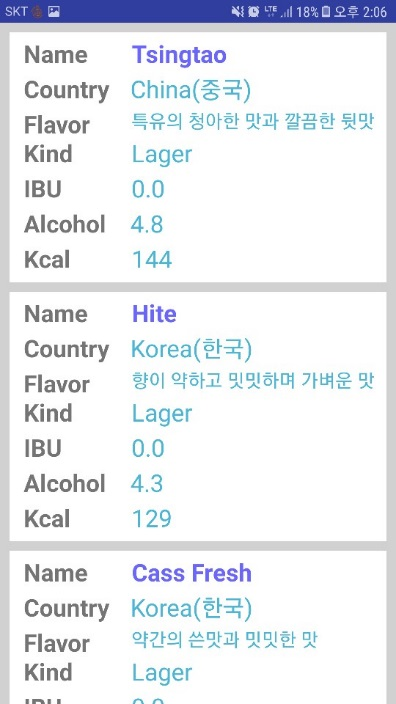 SKT LTE 18% 오후 2:06
Name Tsingtao
Country China(중국)
Flavor 특유의 청아한 맛과 깔끔한 뒷맛
Kind Lager
IBU 0.0
Alcohol 4.8
Kcal 144
Name Hite
Country Korea(한국)
Flavor 향이 약하고 밋밋하며 가벼운 맛
Kind Lager
IBU 0.0
Alcohol 4.3
Kcal 129
Name Cass Fresh
Country Korea(한국)
Flavor 약간의 쓴맛과 밋밋한 맛
Kind Lager
IBU